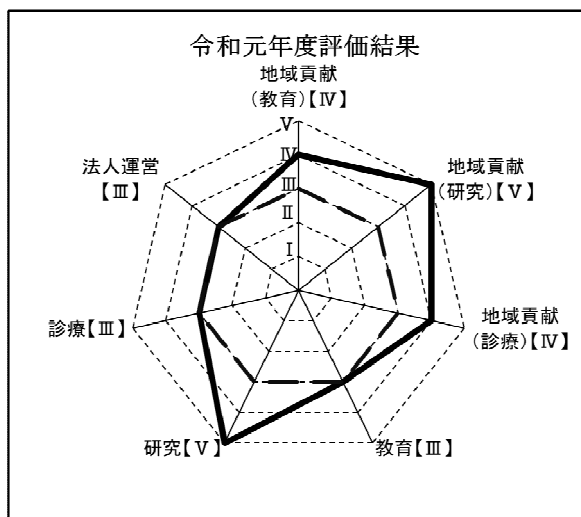 令和元年度評価結果
地域貢献
(教育)【Ⅳ】
Ⅴ
Ⅳ
Ⅲ
Ⅱ
Ⅰ
地域貢献
(研究)【Ⅴ】
地域貢献
(診療)【Ⅳ】
教育【Ⅲ】
研究【Ⅴ】
診療【Ⅲ】
法人運営
【Ⅲ】